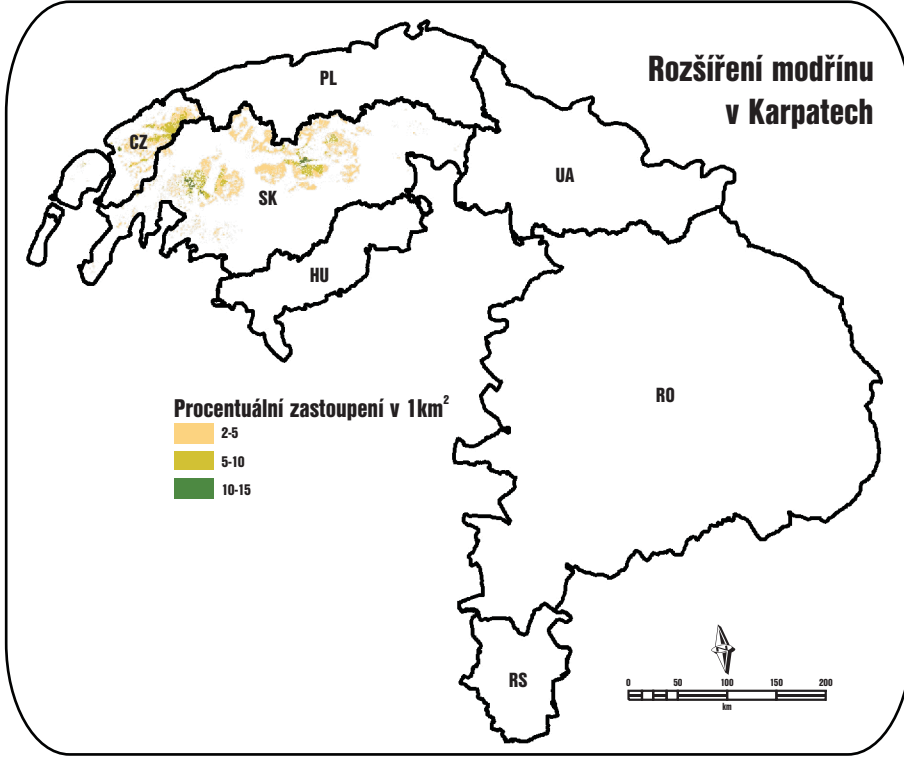 Rozšíření modřínu
v Karpatech
PL
CZ
UA
SK
HU
RO
Procentuální zastoupení v 1km²
2-5
5-10
10-15
RS
0 50 100 150 200
km